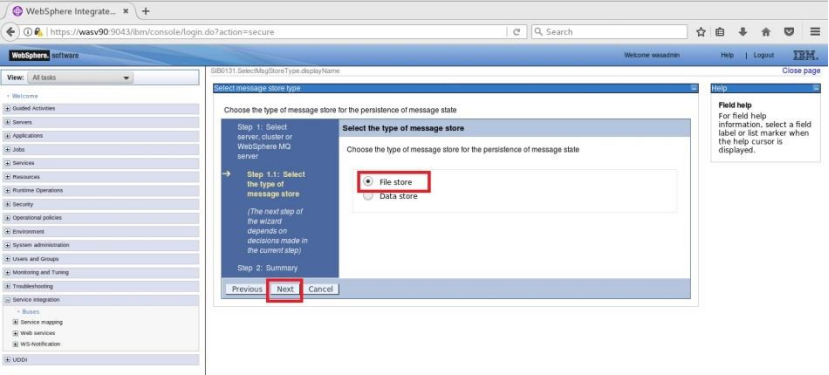 WebSphere Integrate...
https://wasv90:9043/ibm/console/login.do?action=secure
Search
WebSphere. software
Welcome wasadmin
Help | Logout
IBM.
View: All tasks
SIB6131.SelectMsgStoreType.displayName
Close page
Welcome
Guided Activities
Servers
Applications
Jobs
Services
Resources
Runtime Operations
Security
Operational policies
Environment
System administration
Users and Groups
Monitoring and Tuning
Troubleshooting
Service integration
Buses
Service mapping
Web services
WS-Notification
UDDI
Select message store type
Choose the type of message store for the persistence of message state
Step 1: Select
server, cluster or
WebSphere MQ
server
Step 1.1: Select
the type of
message store
(The next step of
the wizard
depends on
decisions made in
the current step)
Step 2: Summary
Select the type of message store
Choose the type of message store for the persistence of message state
File store
Data store
Previous Next Cancel
Help
Field help
For field help
information, select a field
label or list marker when
the help cursor is
displayed.